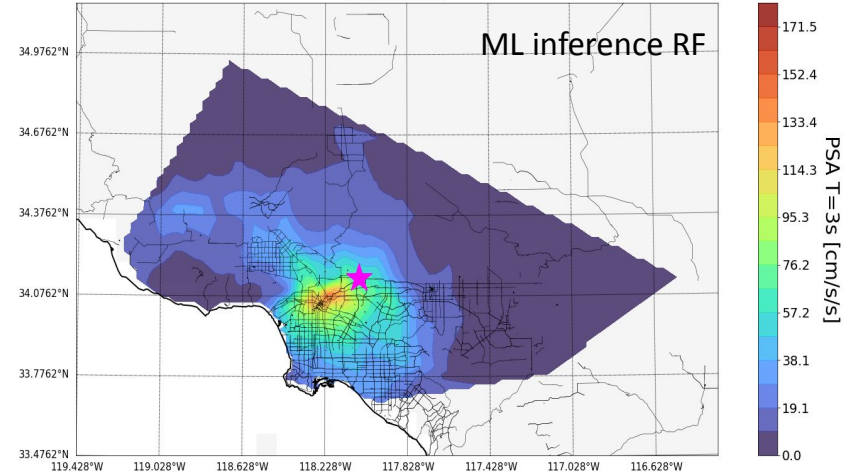 ML inference RF
34.9762°N
34.6762°N
34.3762°N
34.0762°N
33.7762°N
33.4762°N
119.428°W 119.028°W 118.628°W 118.228°W 117.828°W 117.428°W 117.028°W 116.628°W
171.5
152.4
133.4
114.3
95.3
76.2
57.2
38.1
19.1
0.0
PSA T=3s [cm/s/s]